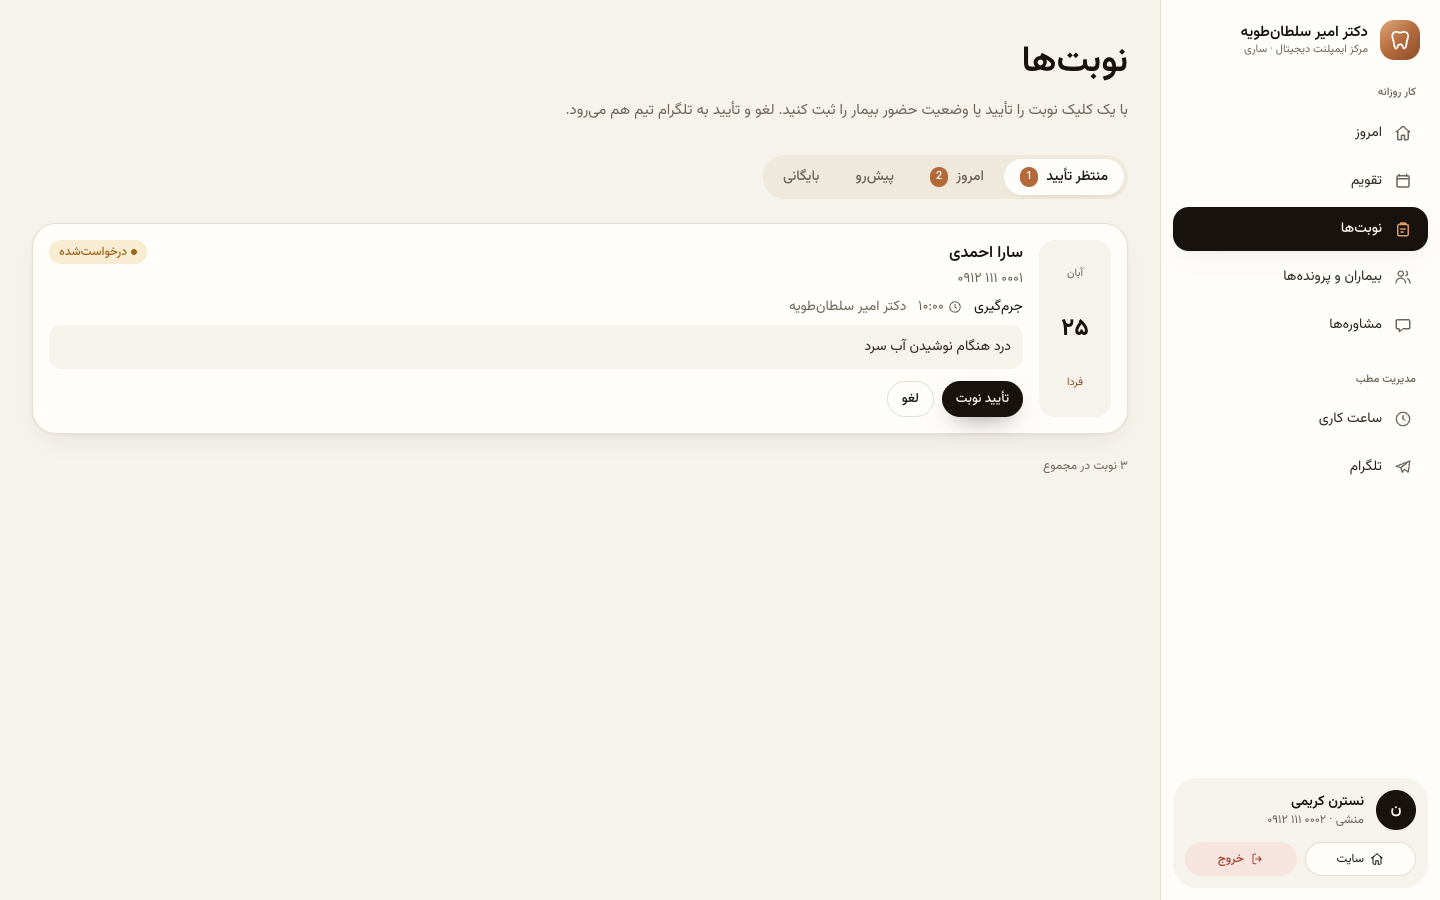 دکتر امیر سلطان‌طویه
مرکز ایمپلنت دیجیتال · ساری
کار روزانه
امروز
تقویم
نوبت‌ها
بیماران و پرونده‌ها
مشاوره‌ها
مدیریت مطب
ساعت کاری
تلگرام
نسترن کریمی
منشی · ۰۹۱۲ ۱۱۱ ۰۰۰۲
سایت
خروج
نوبت‌ها
با یک کلیک نوبت را تأیید یا وضعیت حضور بیمار را ثبت کنید. لغو و تأیید به تلگرام تیم هم می‌رود.
منتظر تأیید 1 امروز 2 پیش‌رو بایگانی
آبان
۲۵
فردا
سارا احمدی
درخواست‌شده
۰۹۱۲ ۱۱۱ ۰۰۰۱
جرم‌گیری ۱۰:۰۰ دکتر امیر سلطان‌طویه
درد هنگام نوشیدن آب سرد
تأیید نوبت
لغو
۳ نوبت در مجموع